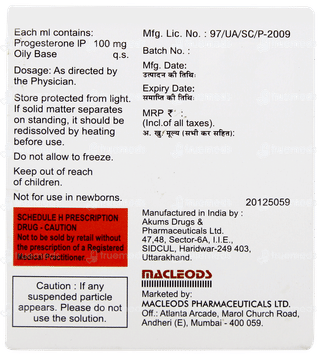 Each ml contains:
Progesterone IP 100 mg
Oily Base q.s.
Dosage: As directed by
the Physician.
Store protected from light.
If solid matter separates
on standing, it should be
redissolved by heating
before use.
Do not allow to freeze.
Keep out of reach
of children.
Not for use in newborns.
SCHEDULE H PRESCRIPTION
DRUG - CAUTION
Not to be sold by retail without
the prescription of a Registered
Medical Practitioner.
Caution : If any
suspended particle
appears. Please do not
use the solution.
Mfg. Lic. No. : 97/UA/SC/P-2009
Batch No. :
Mfg. Date:
उत्पादन की तिथि:
Expiry Date:
समाप्ति की तिथि:
MRP ₹ :
(Incl.of all taxes).
अ. खु./मूल्य (सभी कर सहित):
20125059
Manufactured in India by :
Akums Drugs &
Pharmaceuticals Ltd.
47,48, Sector-6A, I.I.E.,
SIDCUL, Haridwar-249 403,
Uttarakhand.
MACLEODS
Marketed by:
MACLEODS PHARMACEUTICALS LTD.
Off.: Atlanta Arcade, Marol Church Road,
Andheri (E), Mumbai - 400 059.